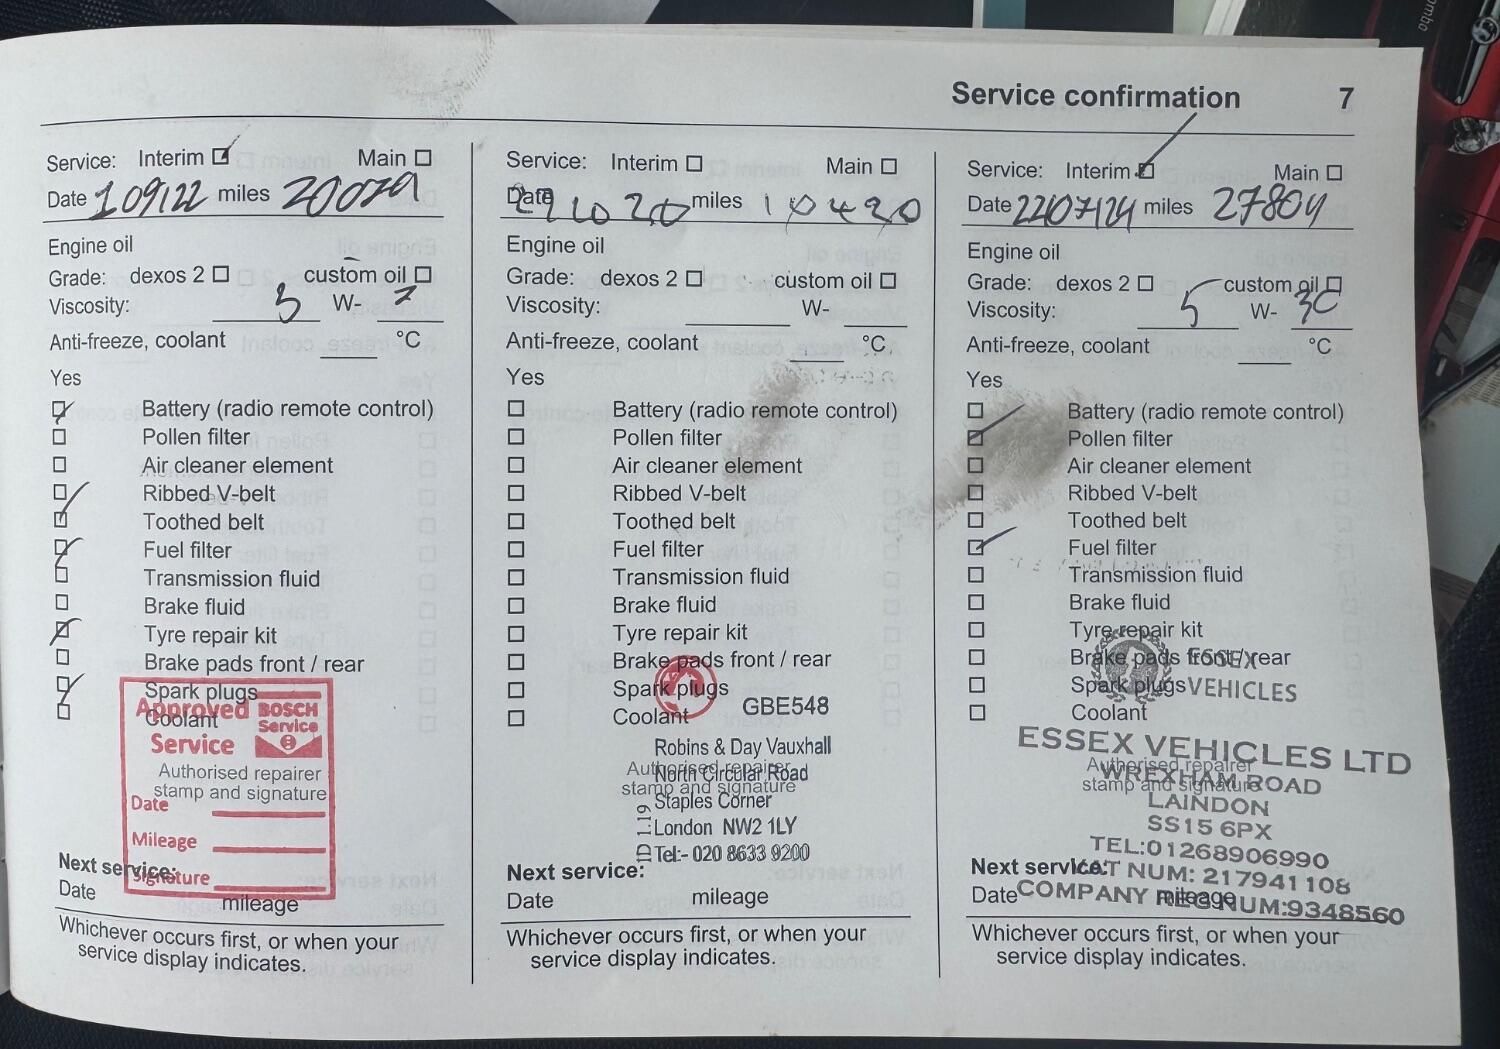 Service confirmation 7
Service: Interim Main
Date 109122 miles 20079
Engine oil
Grade: dexos 2 custom oil
Viscosity: 5 W-
Anti-freeze, coolant °C
Yes
Battery (radio remote control)
Pollen filter
Air cleaner element
Ribbed V-belt
Toothed belt
Fuel filter
Transmission fluid
Brake fluid
Tyre repair kit
Brake pads front / rear
Spark plugs
Coolant
Approved BOSCH
Service Service
Authorised repairer
stamp and signature
Date
Mileage
Signature
Next service:
Date mileage
Whichever occurs first, or when your
service display indicates.
Service: Interim Main
Date 29 10 20 miles 10420
Engine oil
Grade: dexos 2 custom oil
Viscosity: W-
Anti-freeze, coolant °C
Yes
Battery (radio remote control)
Pollen filter
Air cleaner element
Ribbed V-belt
Toothed belt
Fuel filter
Transmission fluid
Brake fluid
Tyre repair kit
Brake pads front / rear
Spark plugs
Coolant
GBE548
Robins & Day Vauxhall
North Circular Road
Staples Corner
London NW2 1LY
Tel:- 020 8633 9200
Authorised repairer
stamp and signature
Next service:
Date mileage
Whichever occurs first, or when your
service display indicates.
Service: Interim Main
Date 22107124 miles 27804
Engine oil
Grade: dexos 2 custom oil
Viscosity: 5 W- 30
Anti-freeze, coolant °C
Yes
Battery (radio remote control)
Pollen filter
Air cleaner element
Ribbed V-belt
Toothed belt
Fuel filter
Transmission fluid
Brake fluid
Tyre repair kit
Brake pads front / rear
Spark plugs
Coolant
ESSEX
VEHICLES
ESSEX VEHICLES LTD
WREXHAM ROAD
LAINDON
SS15 6PX
TEL:01268906990
VAT NUM: 217941108
COMPANY REG NUM:9348560
Authorised repairer
stamp and signature
Next service:
Date mileage
Whichever occurs first, or when your
service display indicates.